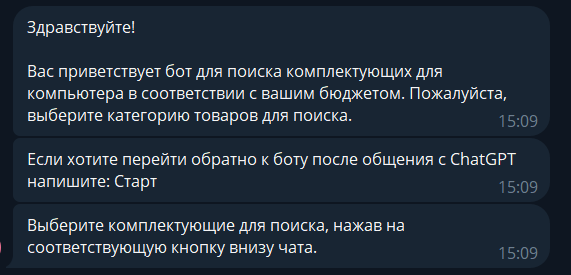 Здравствуйте!
Вас приветствует бот для поиска комплектующих для
компьютера в соответствии с вашим бюджетом. Пожалуйста,
выберите категорию товаров для поиска.
15:09
Если хотите перейти обратно к боту после общения с ChatGPT
напишите: Старт
15:09
Выберите комплектующие для поиска, нажав на
соответствующую кнопку внизу чата.
15:09